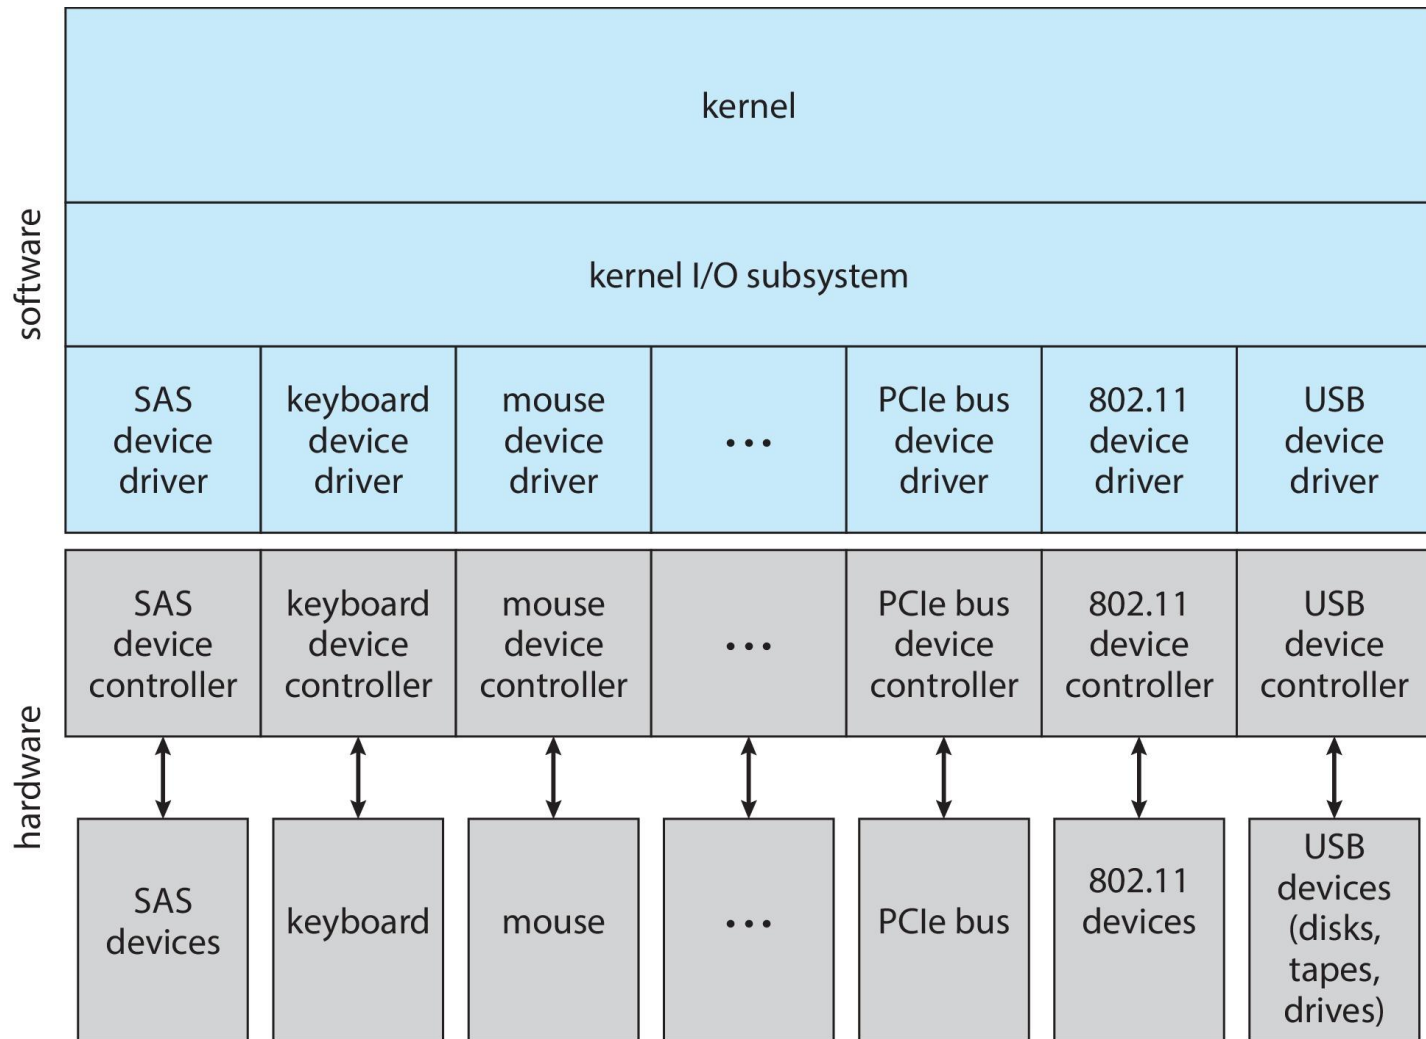 kernel
kernel I/O subsystem
software
SAS
device
driver
keyboard
device
driver
mouse
device
driver
...
PCIe bus
device
driver
802.11
device
driver
USB
device
driver
hardware
SAS
device
controller
keyboard
device
controller
mouse
device
controller
...
PCIe bus
device
controller
802.11
device
controller
USB
device
controller
SAS
devices
keyboard
mouse
...
PCIe bus
802.11
devices
USB
devices
(disks,
tapes,
drives)